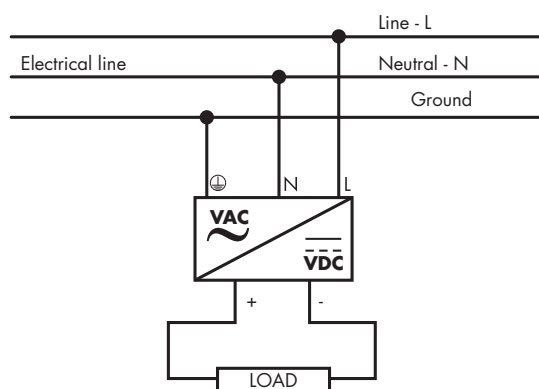 Line - L
Electrical line
Neutral - N
Ground
⏚ N L
VAC
VDC
+ -
LOAD